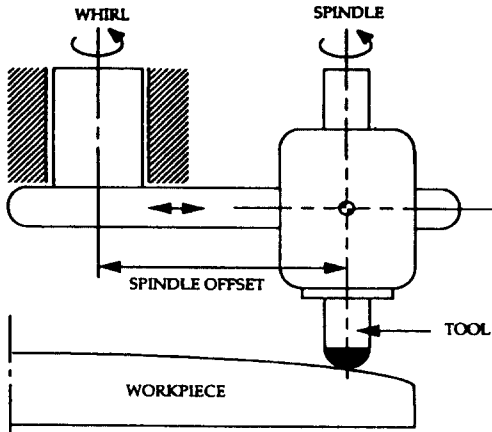 WHIRL
SPINDLE
SPINDLE OFFSET
TOOL
WORKPIECE